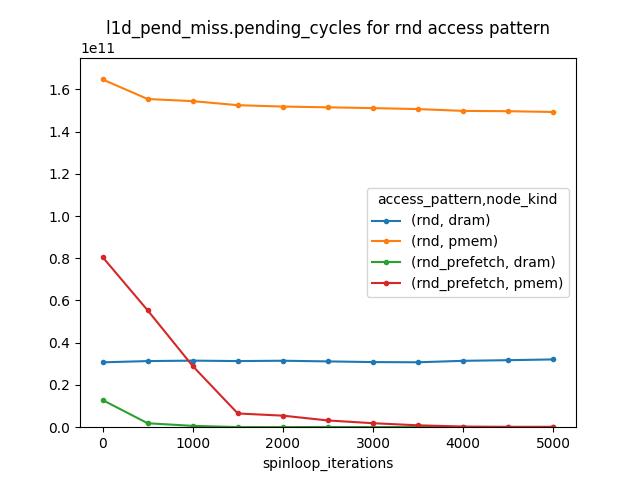 l1d_pend_miss.pending_cycles for rnd access pattern
1e11
1.6
1.4
1.2
1.0
0.8
0.6
0.4
0.2
0.0
access_pattern,node_kind
(rnd, dram)
(rnd, pmem)
(rnd_prefetch, dram)
(rnd_prefetch, pmem)
0 1000 2000 3000 4000 5000
spinloop_iterations